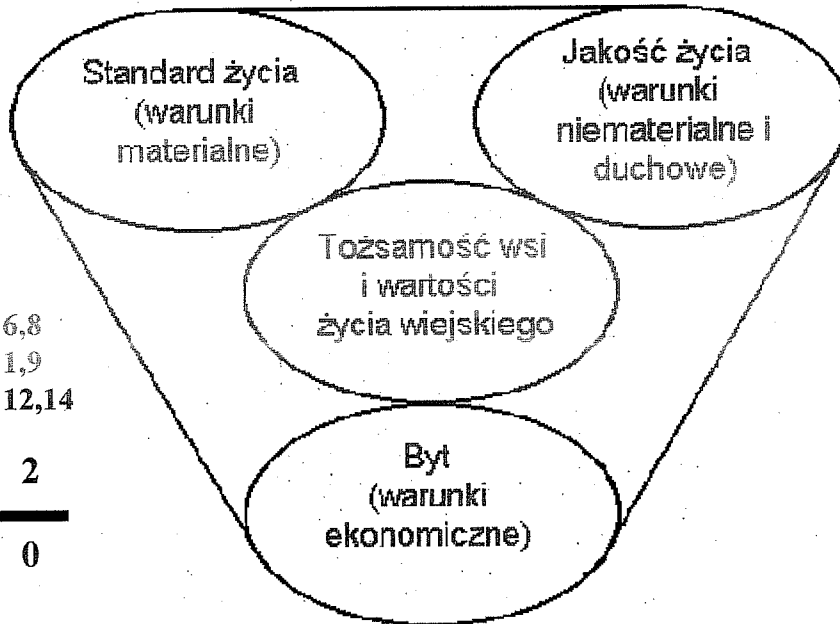 Standard życia
(warunki
materialne)
Jakość życia
(warunki
niematerialne i
duchowe)
Tożsamość wsi
i wartości
życia wiejskiego
6,8
1,9
12,14
2
0
Byt
(warunki
ekonomiczne)